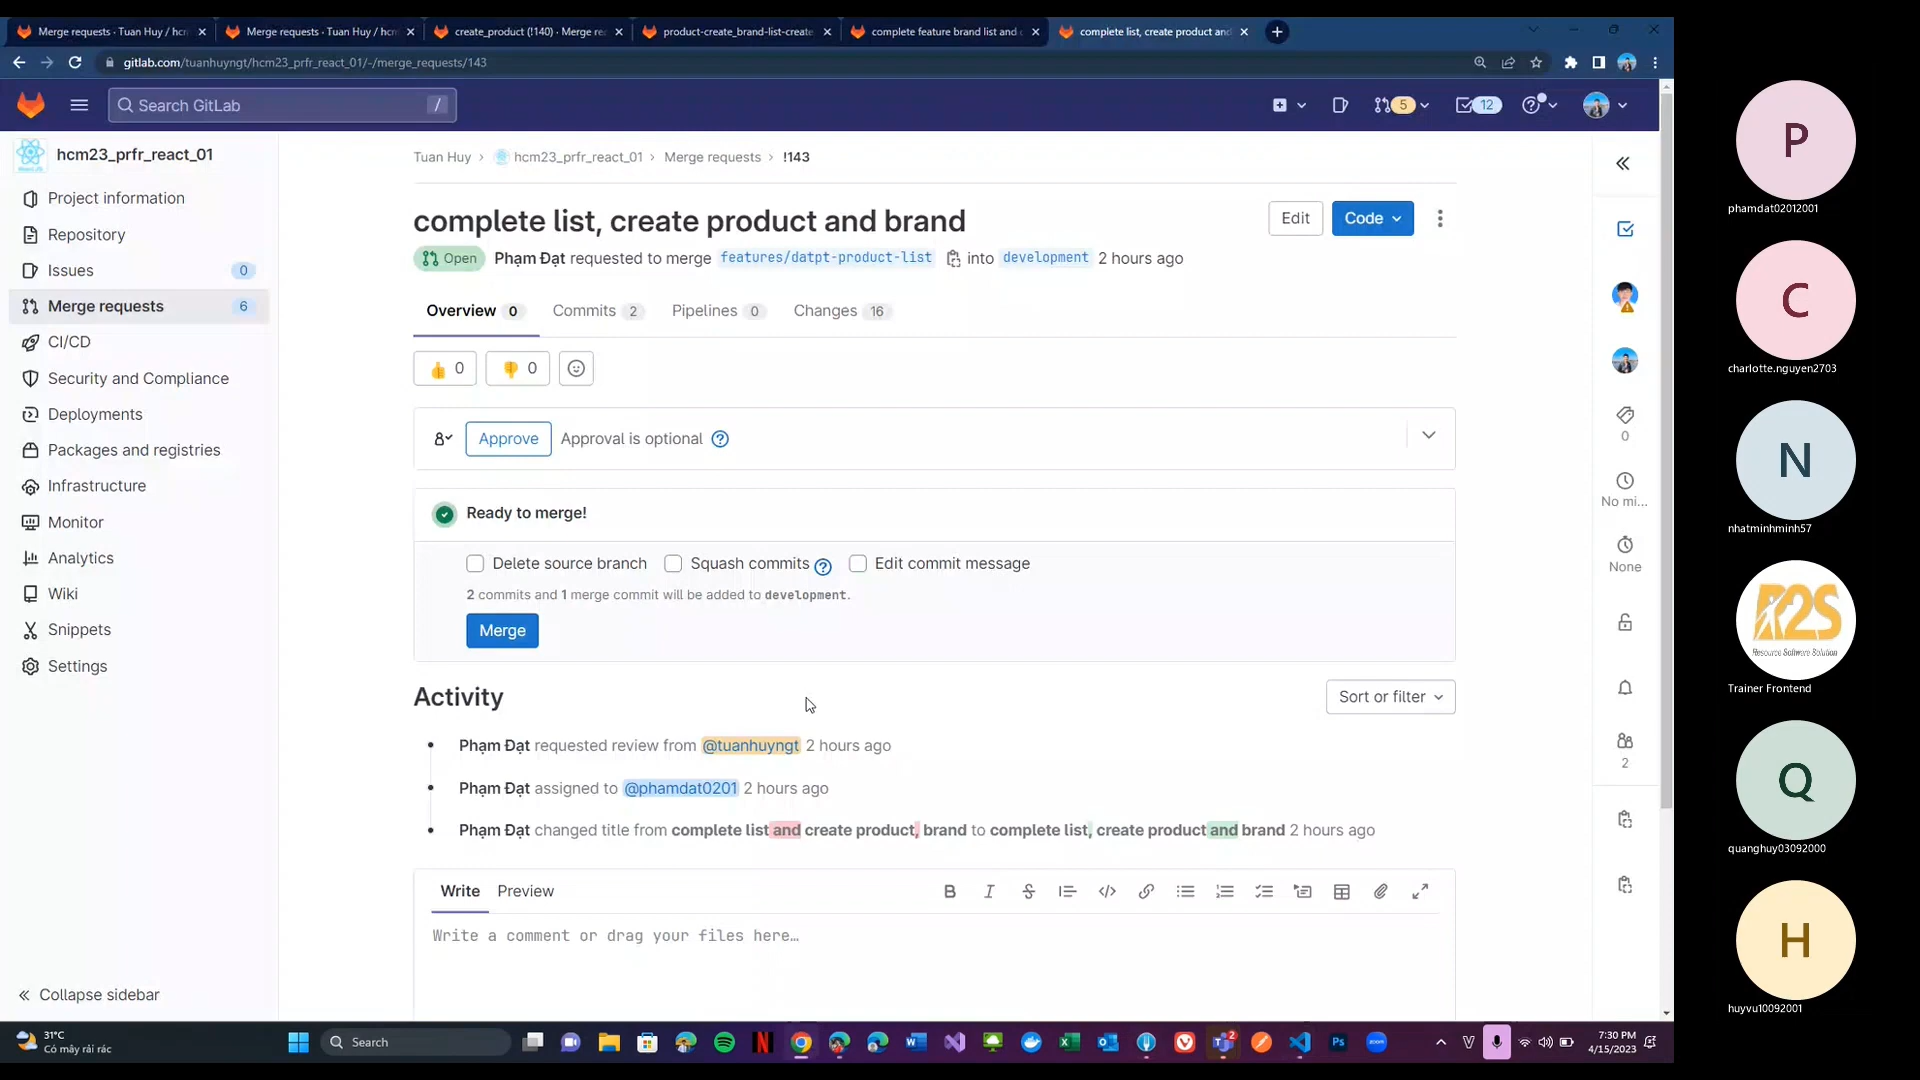 Merge requests · Tuan Huy / hcm
Merge requests · Tuan Huy / hcm
create_product (!140) · Merge re
product-create_brand-list-create
complete feature brand list and
complete list, create product and
gitlab.com/tuanhuyngt/hcm23_prfr_react_01/-/merge_requests/143
Search GitLab /
5
12
hcm23_prfr_react_01
Project information
Repository
Issues 0
Merge requests 6
CI/CD
Security and Compliance
Deployments
Packages and registries
Infrastructure
Monitor
Analytics
Wiki
Snippets
Settings
Collapse sidebar
Tuan Huy › hcm23_prfr_react_01 › Merge requests › !143
complete list, create product and brand
Edit
Code
Open Phạm Đạt requested to merge features/datpt-product-list into development 2 hours ago
Overview 0 Commits 2 Pipelines 0 Changes 16
👍 0 👎 0
Approve Approval is optional
Ready to merge!
Delete source branch Squash commits Edit commit message
2 commits and 1 merge commit will be added to development.
Merge
Activity
Sort or filter
Phạm Đạt requested review from @tuanhuyngt 2 hours ago
Phạm Đạt assigned to @phamdat0201 2 hours ago
Phạm Đạt changed title from complete list and create product, brand to complete list, create product and brand 2 hours ago
Write Preview
Write a comment or drag your files here…
0
No mi...
None
2
P
phamdat02012001
C
charlotte.nguyen2703
N
nhatminhminh57
R2S
Resource Software Solution
Trainer Frontend
Q
quanghuy03092000
H
huyvu10092001
31°C
Có mây rải rác
Search
2
7:30 PM
4/15/2023